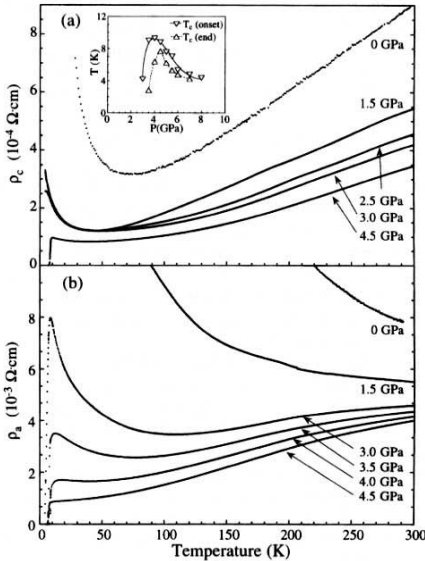 (a)
12
8
4
0
T (K)
T_c (onset)
T_c (end)
0 2 4 6 8 10
P(GPa)
0 GPa
1.5 GPa
2.5 GPa
3.0 GPa
4.5 GPa
8
6
4
2
0
ρ_c (10⁻⁴ Ω·cm)
(b)
0 GPa
1.5 GPa
3.0 GPa
3.5 GPa
4.0 GPa
4.5 GPa
8
6
4
2
0
ρ_a (10⁻³ Ω·cm)
0 50 100 150 200 250 300
Temperature (K)